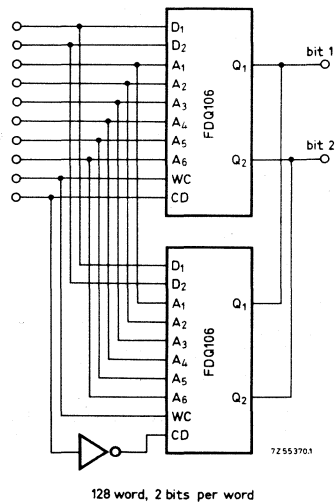 D₁
D₂
A₁
A₂
A₃
A₄
A₅
A₆
WC
CD
FDQ106
Q₁
Q₂
bit 1
bit 2
D₁
D₂
A₁
A₂
A₃
A₄
A₅
A₆
WC
CD
FDQ106
Q₁
Q₂
7Z55370.1
128 word, 2 bits per word